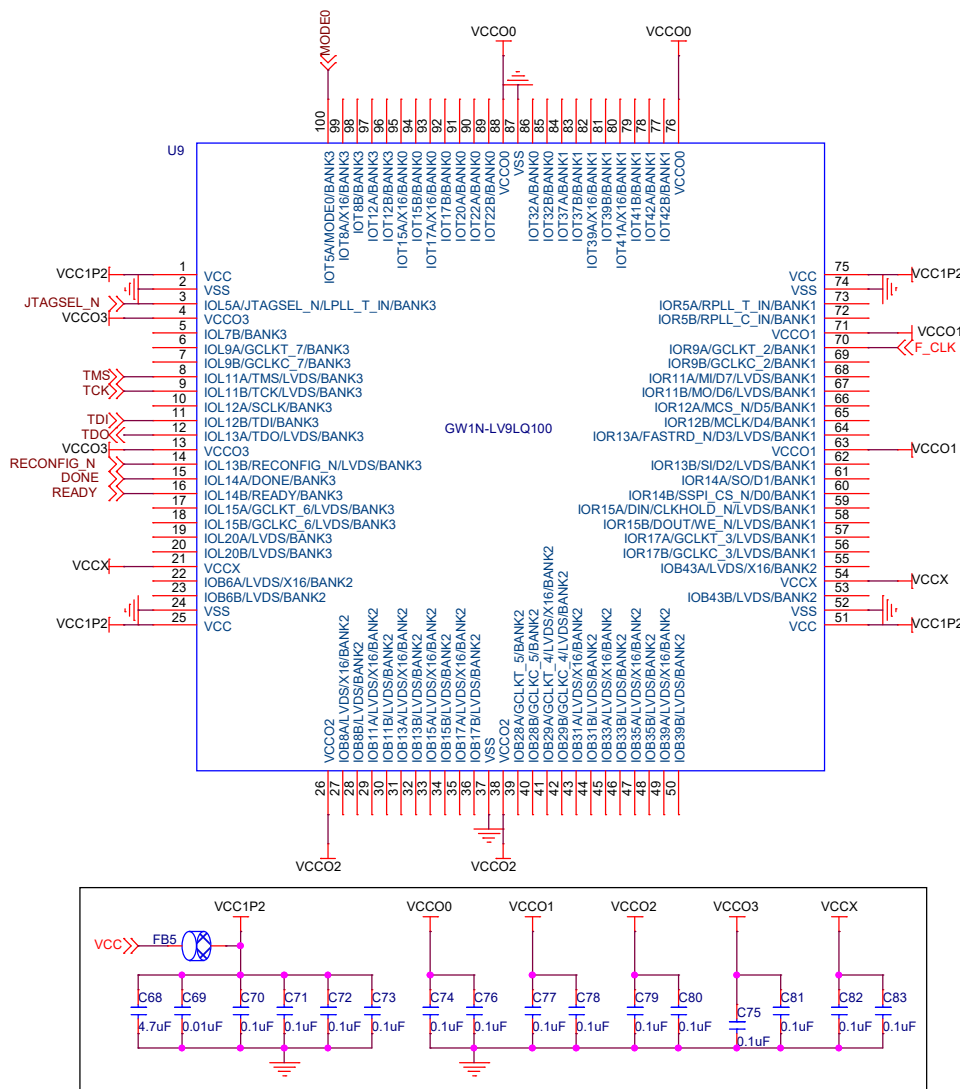 MODE0
VCCO0
VCCO0
100
99
98
97
96
95
94
93
92
91
90
89
88
87
86
85
84
83
82
81
80
79
78
77
76
U9
IOT5A/MODE0/BANK3
IOT8A/X16/BANK3
IOT8B/BANK3
IOT12A/BANK3
IOT12B/BANK3
IOT15A/X16/BANK0
IOT15B/BANK0
IOT17A/X16/BANK0
IOT17B/BANK0
IOT20A/BANK0
IOT22A/BANK0
IOT22B/BANK0
VCCO0
VSS
IOT32A/BANK0
IOT32B/BANK0
IOT37A/BANK1
IOT37B/BANK1
IOT39A/X16/BANK1
IOT39B/BANK1
IOT41A/X16/BANK1
IOT41B/BANK1
IOT42A/BANK1
IOT42B/BANK1
VCCO0
VCC1P2 1 VCC
2 VSS
JTAGSEL_N 3 IOL5A/JTAGSEL_N/LPLL_T_IN/BANK3
VCCO3 4 VCCO3
5 IOL7B/BANK3
6 IOL9A/GCLKT_7/BANK3
7 IOL9B/GCLKC_7/BANK3
TMS 8 IOL11A/TMS/LVDS/BANK3
TCK 9 IOL11B/TCK/LVDS/BANK3
10 IOL12A/SCLK/BANK3
TDI 11 IOL12B/TDI/BANK3
TDO 12 IOL13A/TDO/LVDS/BANK3
VCCO3 13 VCCO3
RECONFIG_N 14 IOL13B/RECONFIG_N/LVDS/BANK3
DONE 15 IOL14A/DONE/BANK3
READY 16 IOL14B/READY/BANK3
17 IOL15A/GCLKT_6/LVDS/BANK3
18 IOL15B/GCLKC_6/LVDS/BANK3
19 IOL20A/LVDS/BANK3
20 IOL20B/LVDS/BANK3
VCCX 21 VCCX
22 IOB6A/LVDS/X16/BANK2
23 IOB6B/LVDS/BANK2
24 VSS
VCC1P2 25 VCC
GW1N-LV9LQ100
VCC 75 VCC1P2
VSS 74
IOR5A/RPLL_T_IN/BANK1 73
IOR5B/RPLL_C_IN/BANK1 72
VCCO1 71 VCCO1
IOR9A/GCLKT_2/BANK1 70 F_CLK
IOR9B/GCLKC_2/BANK1 69
IOR11A/MI/D7/LVDS/BANK1 68
IOR11B/MO/D6/LVDS/BANK1 67
IOR12A/MCS_N/D5/BANK1 66
IOR12B/MCLK/D4/BANK1 65
IOR13A/FASTRD_N/D3/LVDS/BANK1 64
VCCO1 63 VCCO1
IOR13B/SI/D2/LVDS/BANK1 62
IOR14A/SO/D1/BANK1 61
IOR14B/SSPI_CS_N/D0/BANK1 60
IOR15A/DIN/CLKHOLD_N/LVDS/BANK1 59
IOR15B/DOUT/WE_N/LVDS/BANK1 58
IOR17A/GCLKT_3/LVDS/BANK1 57
IOR17B/GCLKC_3/LVDS/BANK1 56
IOB43A/LVDS/X16/BANK2 55
VCCX 54 VCCX
IOB43B/LVDS/BANK2 53
VSS 52
VCC 51 VCC1P2
VCCO2
IOB8A/LVDS/X16/BANK2
IOB8B/LVDS/BANK2
IOB11A/LVDS/X16/BANK2
IOB11B/LVDS/BANK2
IOB13A/LVDS/X16/BANK2
IOB13B/LVDS/BANK2
IOB15A/LVDS/X16/BANK2
IOB15B/LVDS/BANK2
IOB17A/LVDS/X16/BANK2
IOB17B/LVDS/BANK2
VSS
VCCO2
IOB28A/GCLKT_5/BANK2
IOB28B/GCLKC_5/BANK2
IOB29A/GCLKT_4/LVDS/X16/BANK2
IOB29B/GCLKC_4/LVDS/BANK2
IOB31A/LVDS/X16/BANK2
IOB31B/LVDS/BANK2
IOB33A/LVDS/X16/BANK2
IOB33B/LVDS/BANK2
IOB35A/LVDS/X16/BANK2
IOB35B/LVDS/BANK2
IOB39A/LVDS/X16/BANK2
IOB39B/LVDS/BANK2
26
27
28
29
30
31
32
33
34
35
36
37
38
39
40
41
42
43
44
45
46
47
48
49
50
VCCO2
VCCO2
VCC1P2 VCCO0 VCCO1 VCCO2 VCCO3 VCCX
VCC FB5
C68 C69 C70 C71 C72 C73 C74 C76 C77 C78 C79 C80 C75 C81 C82 C83
4.7uF 0.01uF 0.1uF 0.1uF 0.1uF 0.1uF 0.1uF 0.1uF 0.1uF 0.1uF 0.1uF 0.1uF 0.1uF 0.1uF 0.1uF 0.1uF